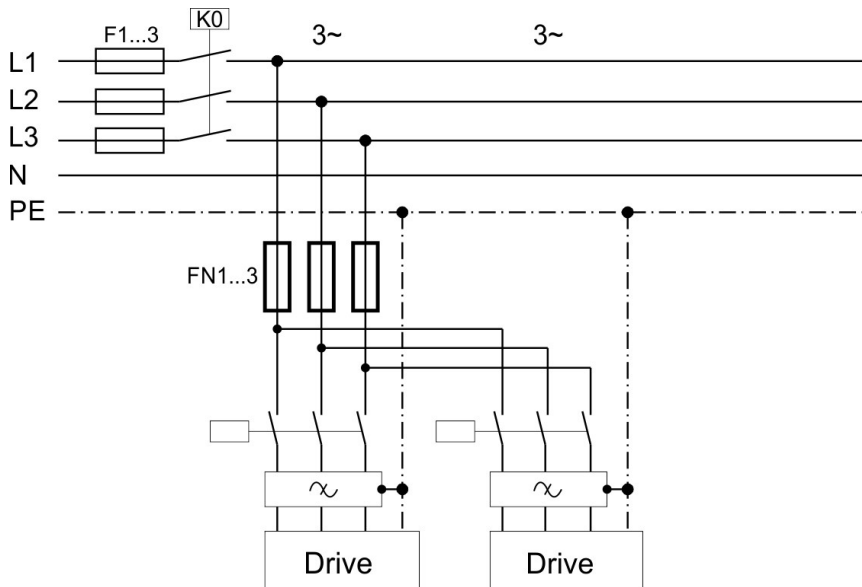 K0
F1...3
3~
3~
L1
L2
L3
N
PE
FN1...3
Drive
Drive